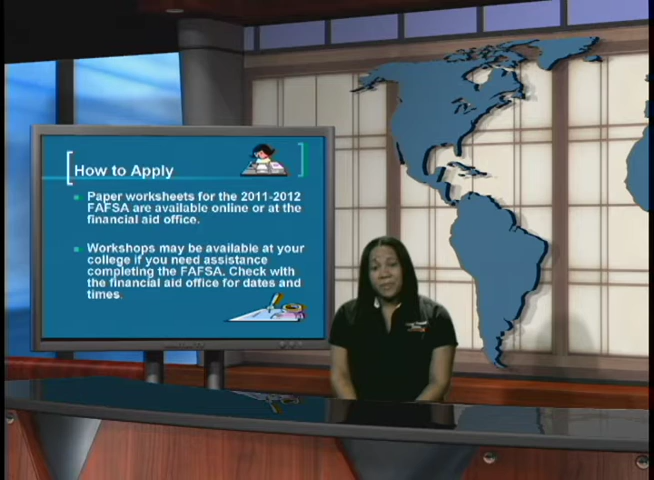 How to Apply
Paper worksheets for the 2011-2012
FAFSA are available online or at the
financial aid office.
Workshops may be available at your
college if you need assistance
completing the FAFSA. Check with
the financial aid office for dates and
times.